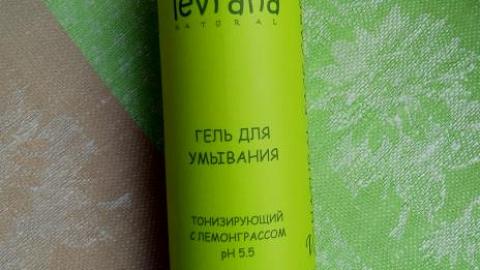 levrana
NATURAL
ГЕЛЬ ДЛЯ
УМЫВАНИЯ
ТОНИЗИРУЮЩИЙ
С ЛЕМОНГРАССОМ
pH 5.5